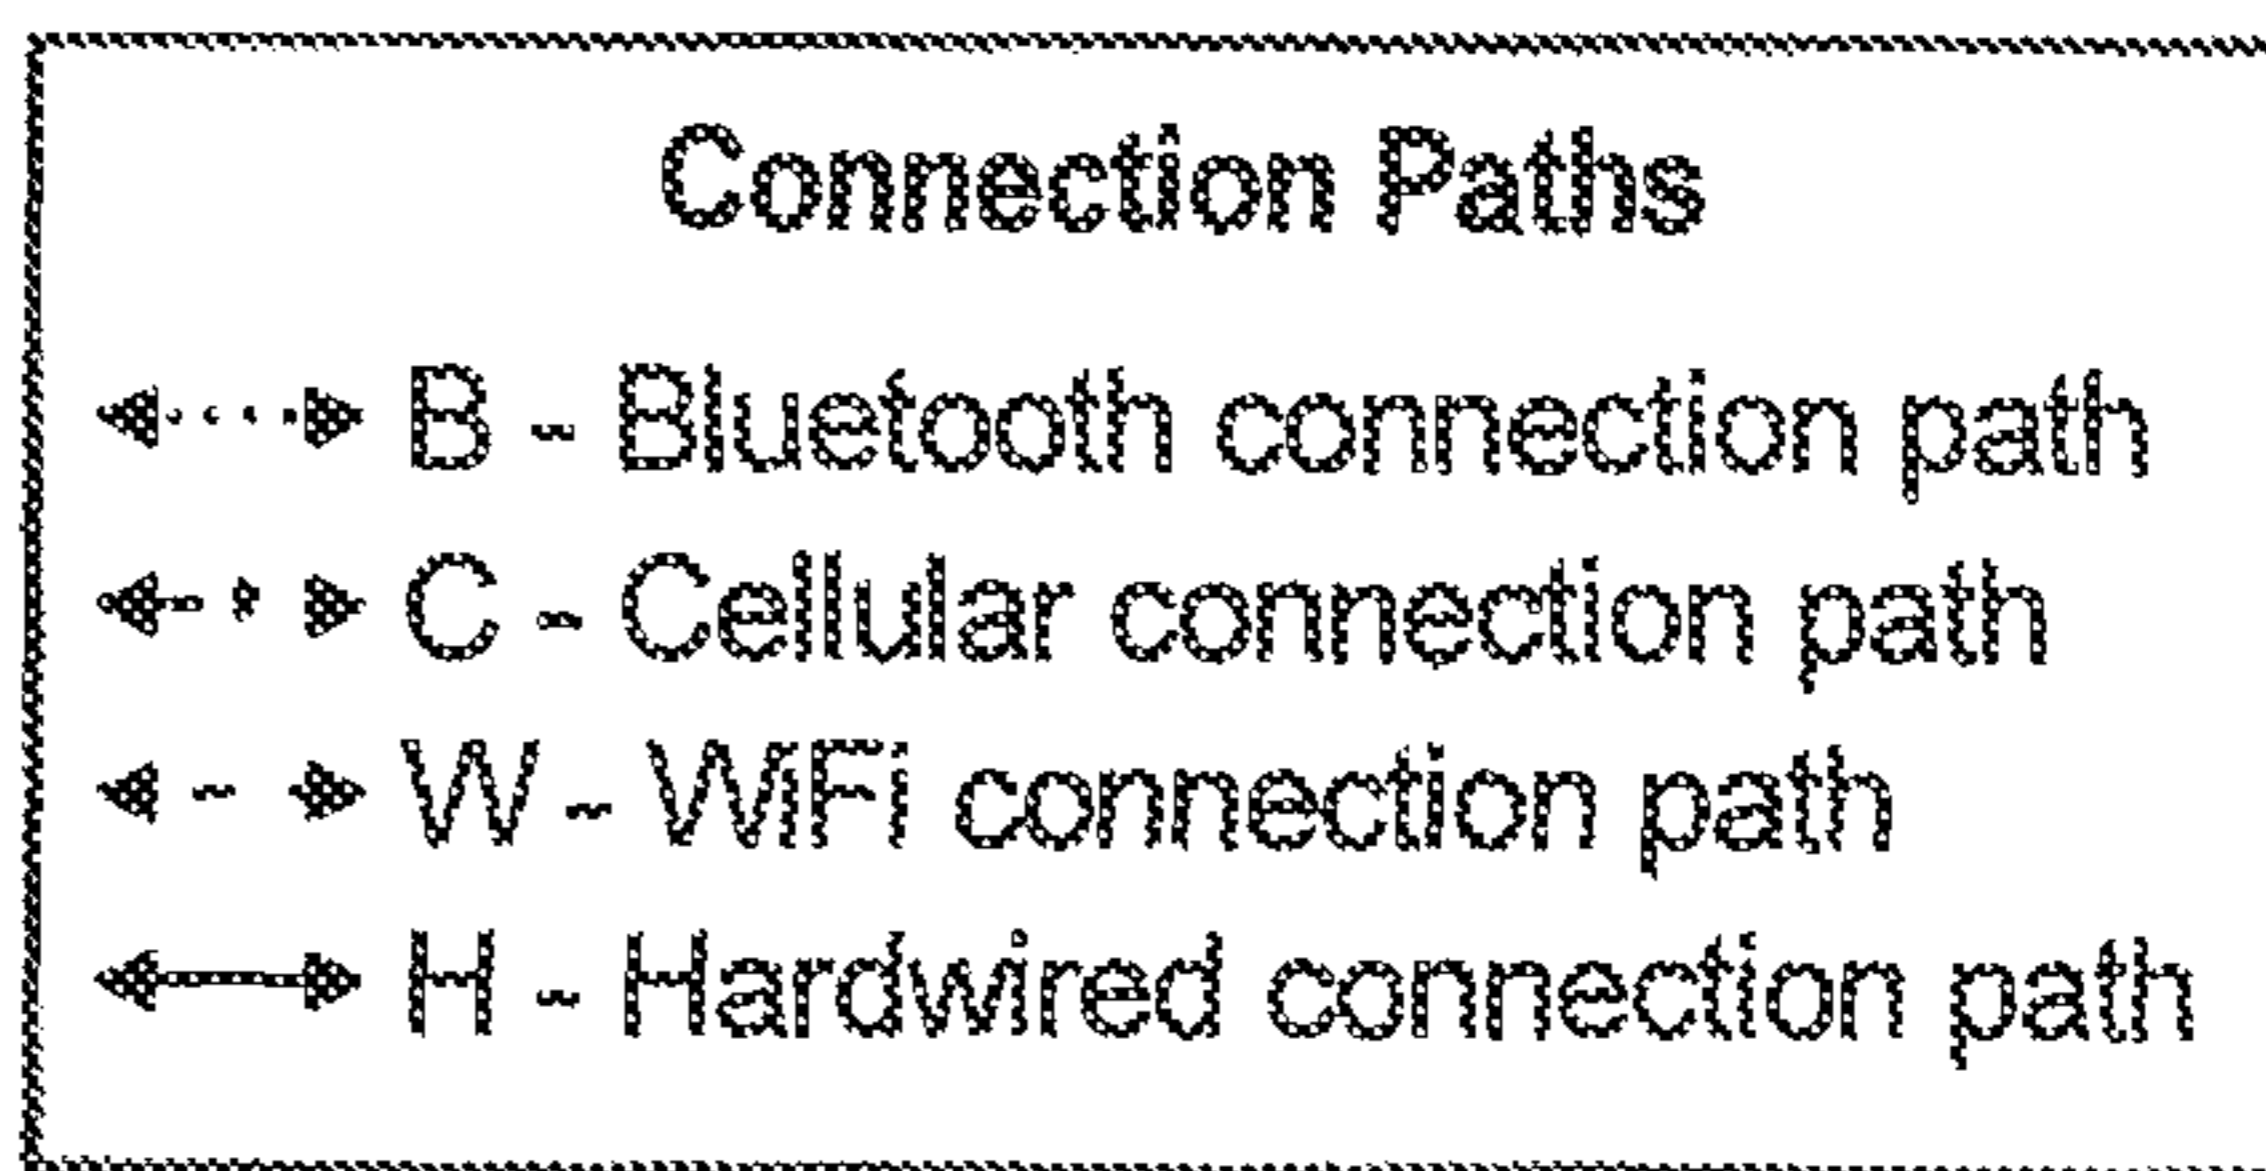 Connection Paths
B - Bluetooth connection path
C - Cellular connection path
W - WiFi connection path
H - Hardwired connection path